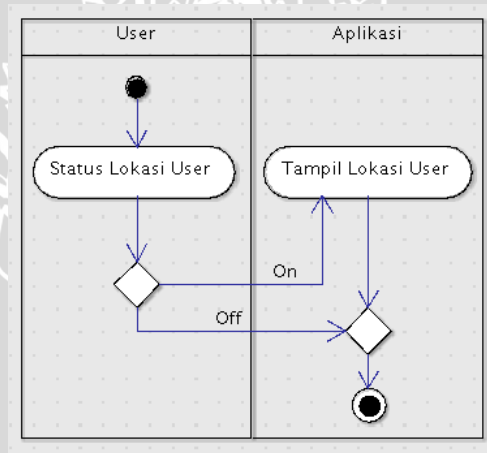 User
Aplikasi
Status Lokasi User
Tampil Lokasi User
On
Off